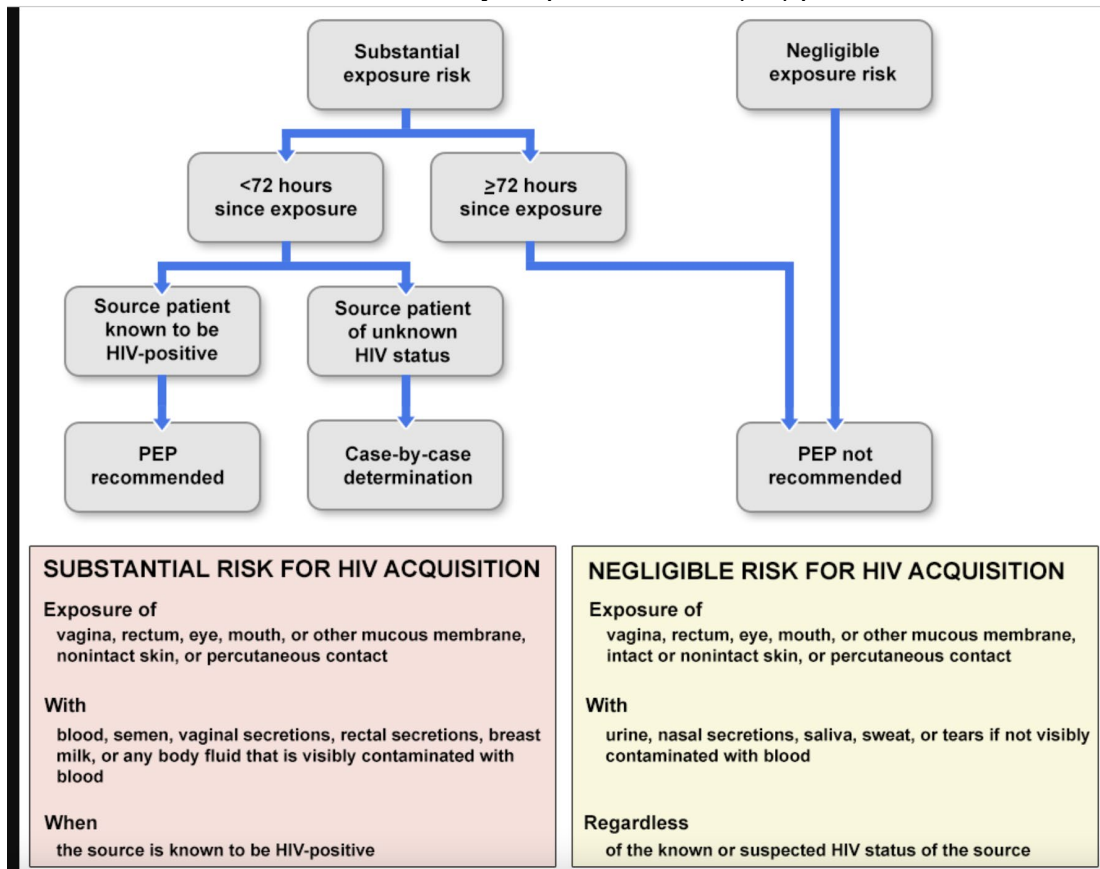 Substantial
exposure risk
Negligible
exposure risk
<72 hours
since exposure
≥72 hours
since exposure
Source patient
known to be
HIV-positive
Source patient
of unknown
HIV status
PEP
recommended
Case-by-case
determination
PEP not
recommended
SUBSTANTIAL RISK FOR HIV ACQUISITION
Exposure of
vagina, rectum, eye, mouth, or other mucous membrane,
nonintact skin, or percutaneous contact
With
blood, semen, vaginal secretions, rectal secretions, breast
milk, or any body fluid that is visibly contaminated with
blood
When
the source is known to be HIV-positive
NEGLIGIBLE RISK FOR HIV ACQUISITION
Exposure of
vagina, rectum, eye, mouth, or other mucous membrane,
intact or nonintact skin, or percutaneous contact
With
urine, nasal secretions, saliva, sweat, or tears if not visibly
contaminated with blood
Regardless
of the known or suspected HIV status of the source